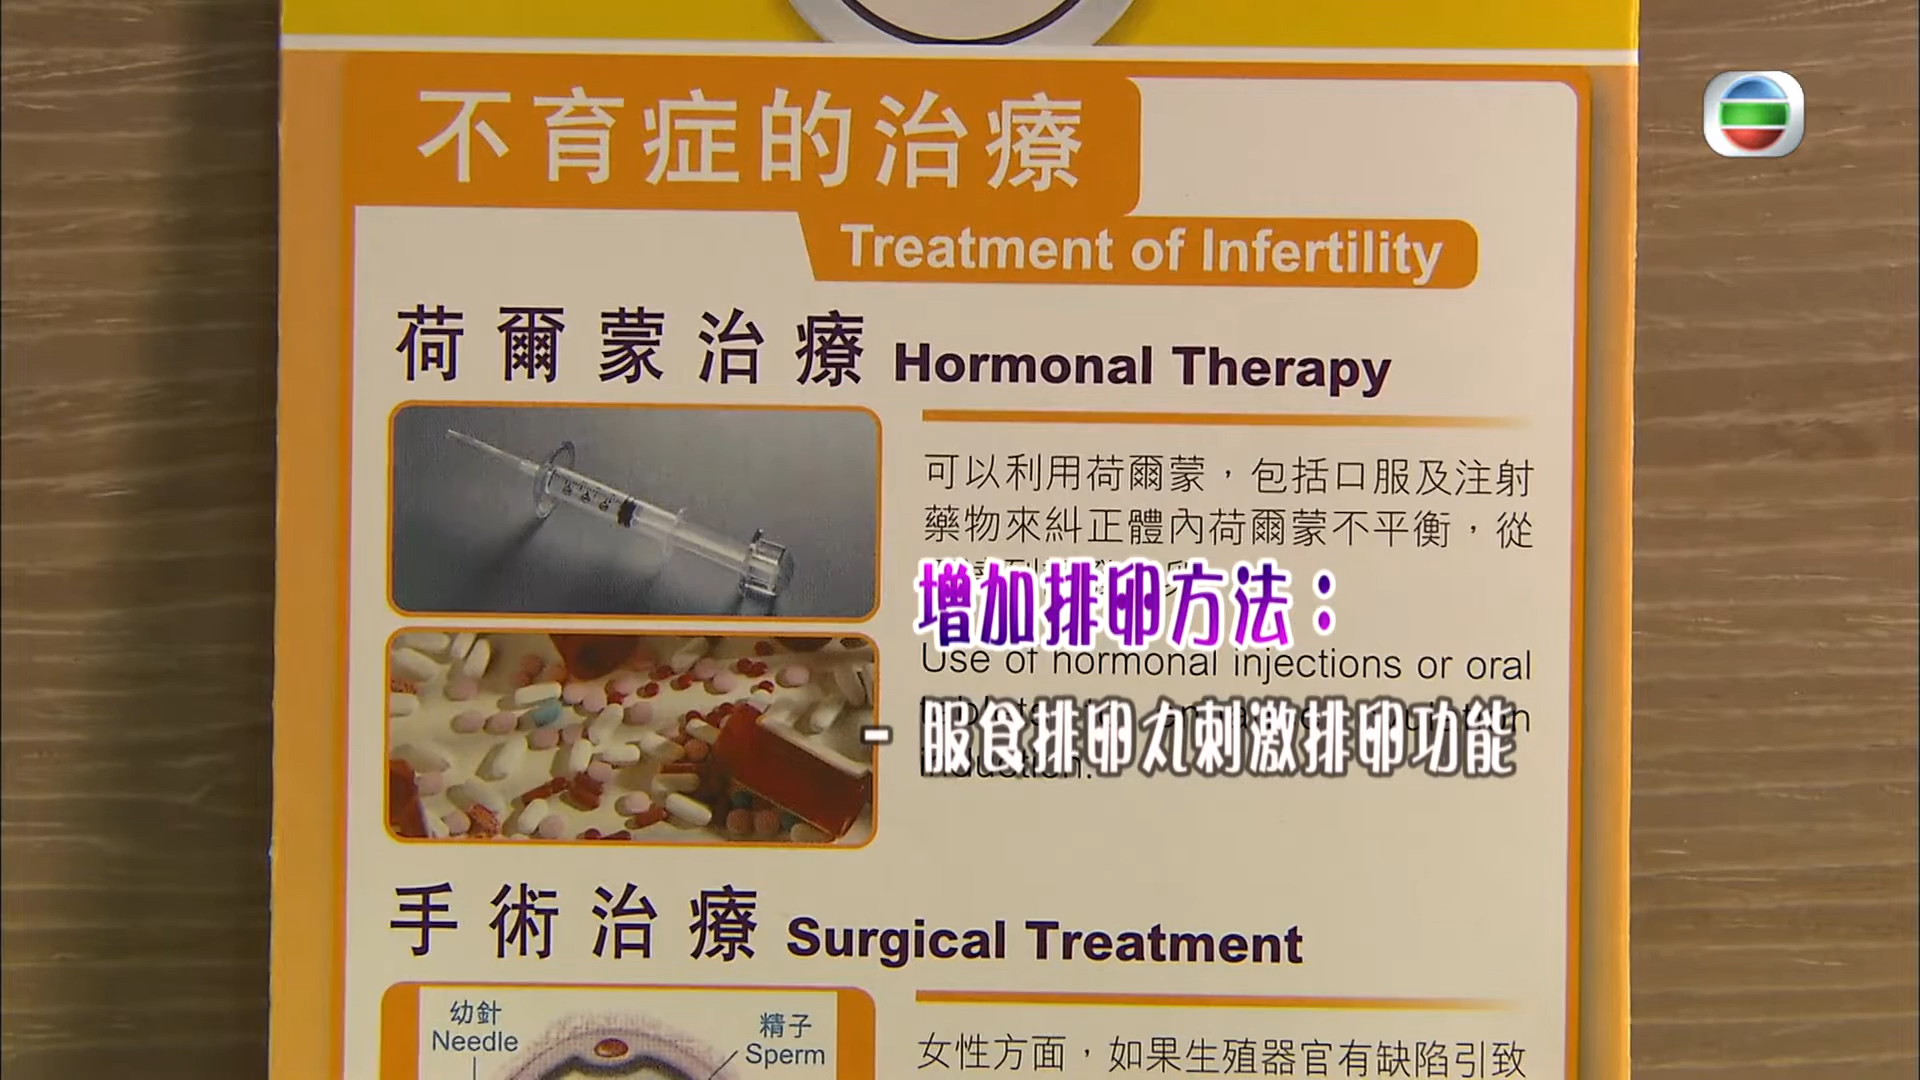 不育症的治療
Treatment of Infertility
荷爾蒙治療 Hormonal Therapy
可以利用荷爾蒙，包括口服及注射
藥物來糾正體內荷爾蒙不平衡，從
增加排卵方法：
Use of hormonal injections or oral
- 服食排卵丸刺激排卵功能
induction.
手術治療 Surgical Treatment
幼針
Needle
精子
Sperm
女性方面，如果生殖器官有缺陷引致